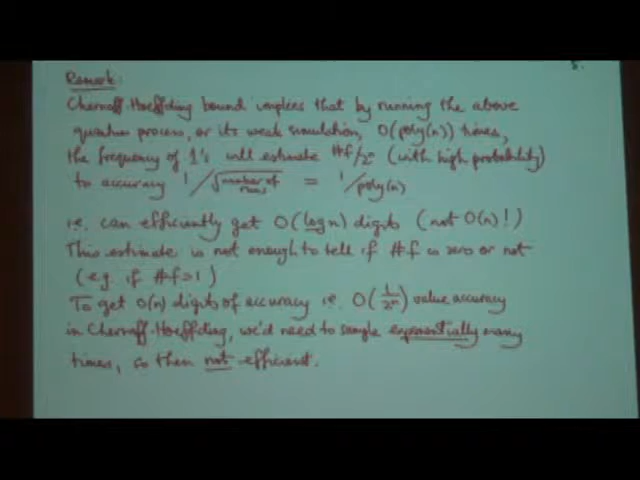 5.
Remark:
Chernoff-Hoeffding bound implies that by running the above
quantum process, or its weak simulation, O(poly(n)) times,
the frequency of 1's will estimate #f/2ⁿ (with high probability)
to accuracy 1/√number of runs = 1/poly(n)
i.e. can efficiently get O(log n) digits (not O(n)!)
This estimate is not enough to tell if #f is zero or not
(e.g. if #f=1)
To get O(n) digits of accuracy i.e. O(1/2ⁿ) value accuracy
in Chernoff-Hoeffding, we'd need to sample exponentially many
times, so then not efficient.